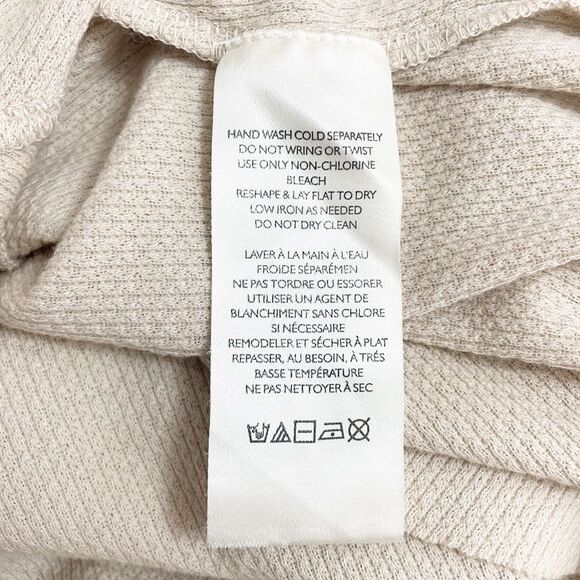 HAND WASH COLD SEPARATELY
DO NOT WRING OR TWIST
USE ONLY NON-CHLORINE
BLEACH
RESHAPE & LAY FLAT TO DRY
LOW IRON AS NEEDED
DO NOT DRY CLEAN
LAVER À LA MAIN À L'EAU
FROIDE SÉPARÉMEN
NE PAS TORDRE OU ESSORER
UTILISER UN AGENT DE
BLANCHIMENT SANS CHLORE
SI NÉCESSAIRE
REMODELER ET SÉCHER À PLAT
REPASSER, AU BESOIN, À TRÉS
BASSE TEMPÉRATURE
NE PAS NETTOYER À SEC